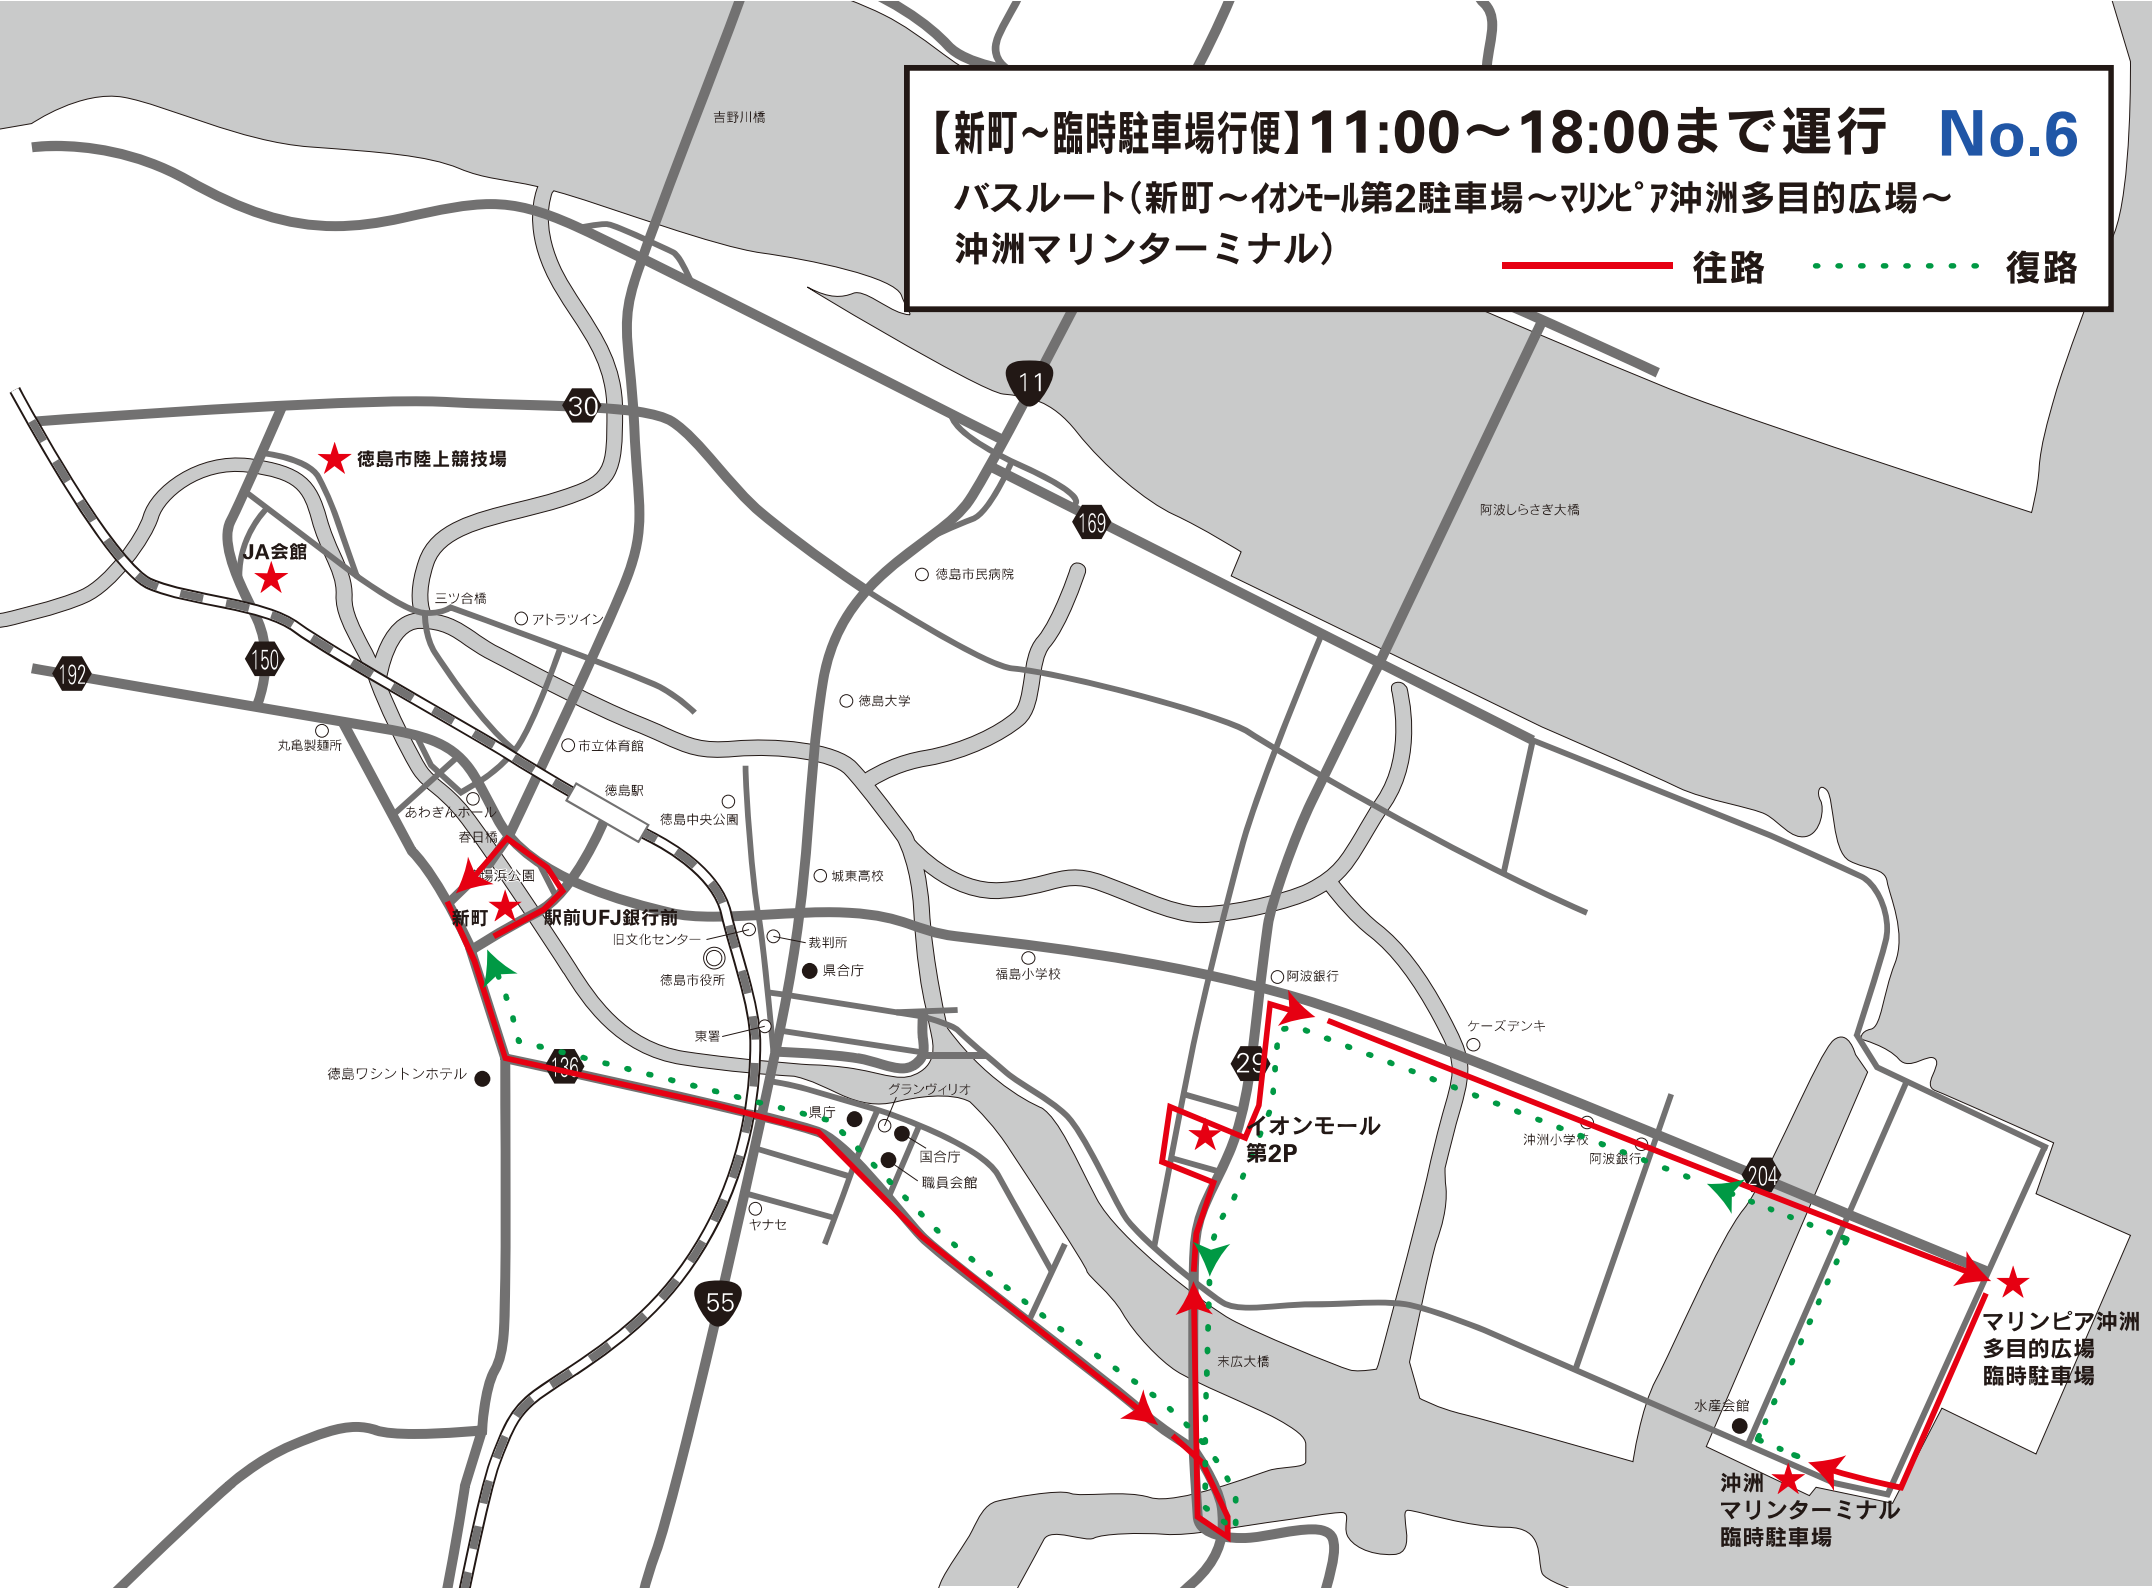 【新町～臨時駐車場行便】11:00～18:00まで運行 No.6
バスルート(新町～イオンモール第2駐車場～マリンピア沖洲多目的広場～
沖洲マリンターミナル)
往路
復路
吉野川橋
11
30
徳島市陸上競技場
169
阿波しらさぎ大橋
JA会館
徳島市民病院
三ツ合橋
アトラツイン
150
192
徳島大学
丸亀製麺所
市立体育館
徳島駅
あわぎんホール
徳島中央公園
春日橋
場浜公園
城東高校
新町
駅前UFJ銀行前
旧文化センター
裁判所
徳島市役所
県合庁
福島小学校
阿波銀行
東署
ケーズデンキ
徳島ワシントンホテル
136
29
グランヴィリオ
県庁
イオンモール
第2P
国合庁
職員会館
沖洲小学校
阿波銀行
204
ヤナセ
55
マリンピア沖洲
多目的広場
臨時駐車場
末広大橋
水産会館
沖洲
マリンターミナル
臨時駐車場